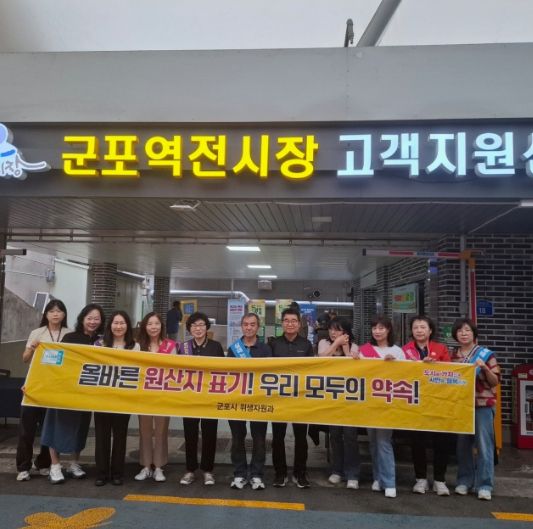 군포역전시장 고객지원센
올바른 원산지 표기! 우리 모두의 약속!
군포시 위생자원과